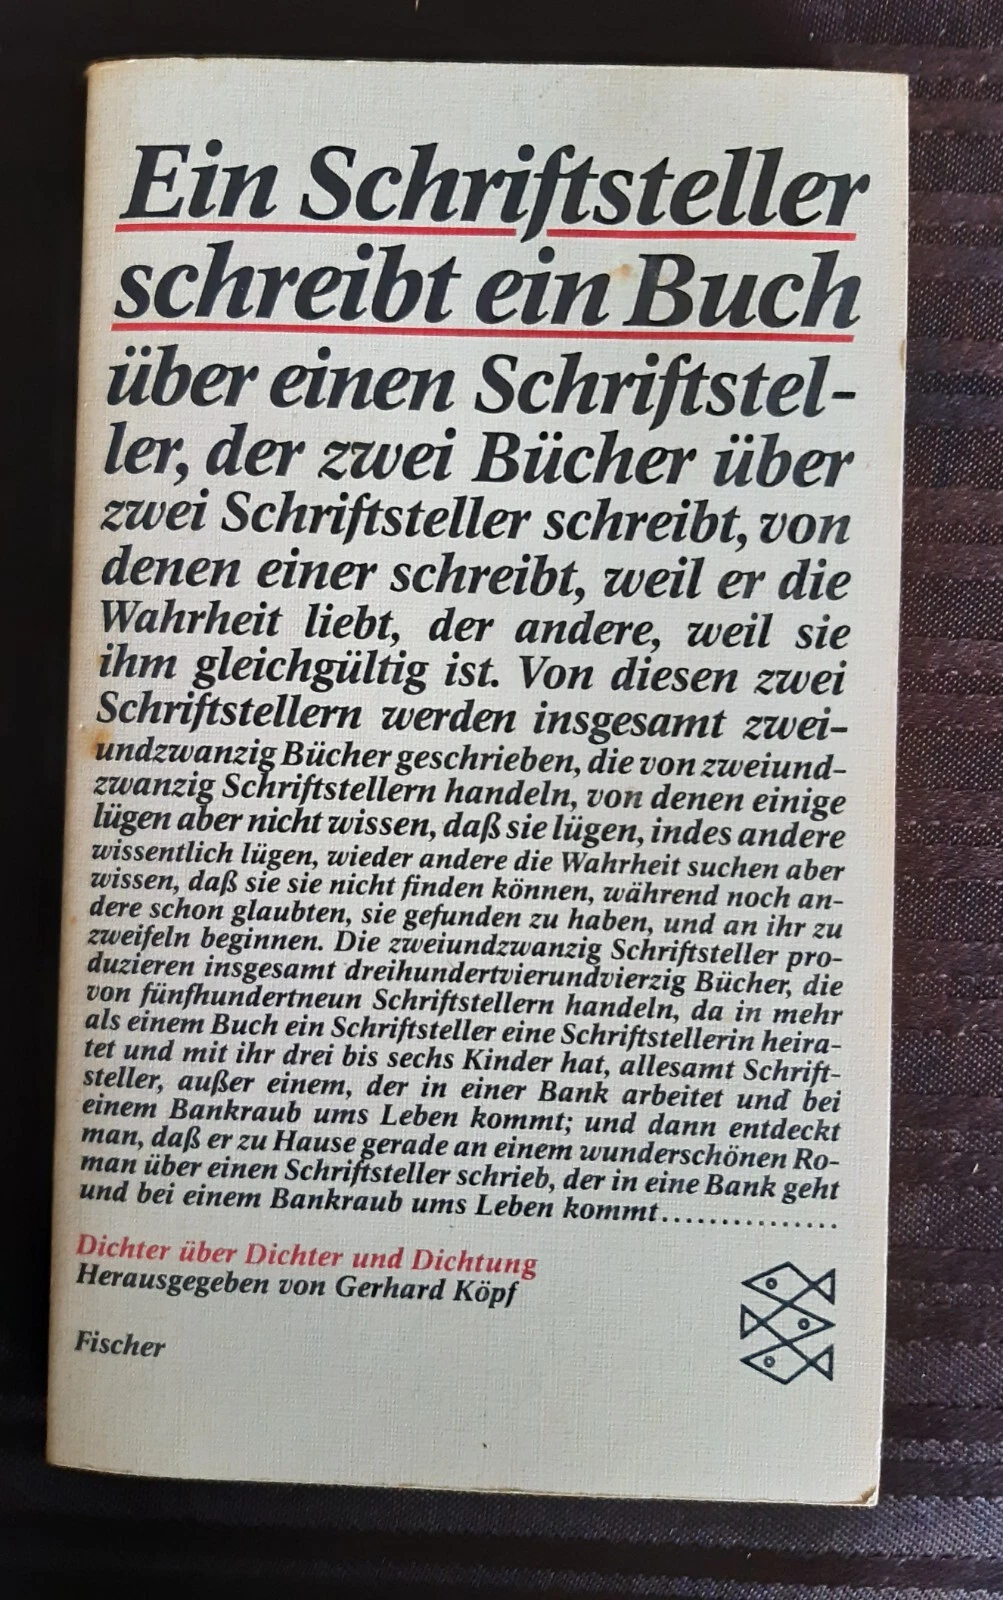 Ein Schriftsteller
schreibt ein Buch
über einen Schriftstel-
ler, der zwei Bücher über
zwei Schriftsteller schreibt, von
denen einer schreibt, weil er die
Wahrheit liebt, der andere, weil sie
ihm gleichgültig ist. Von diesen zwei
Schriftstellern werden insgesamt zwei-
undzwanzig Bücher geschrieben, die von zweiund-
zwanzig Schriftstellern handeln, von denen einige
lügen aber nicht wissen, daß sie lügen, indes andere
wissentlich lügen, wieder andere die Wahrheit suchen aber
wissen, daß sie sie nicht finden können, während noch an-
dere schon glaubten, sie gefunden zu haben, und an ihr zu
zweifeln beginnen. Die zweiundzwanzig Schriftsteller pro-
duzieren insgesamt dreihundertvierundvierzig Bücher, die
von fünfhundertneun Schriftstellern handeln, da in mehr
als einem Buch ein Schriftsteller eine Schriftstellerin heira-
tet und mit ihr drei bis sechs Kinder hat, allesamt Schrift-
steller, außer einem, der in einer Bank arbeitet und bei
einem Bankraub ums Leben kommt; und dann entdeckt
man, daß er zu Hause gerade an einem wunderschönen Ro-
man über einen Schriftsteller schrieb, der in eine Bank geht
und bei einem Bankraub ums Leben kommt................
Dichter über Dichter und Dichtung
Herausgegeben von Gerhard Köpf
Fischer